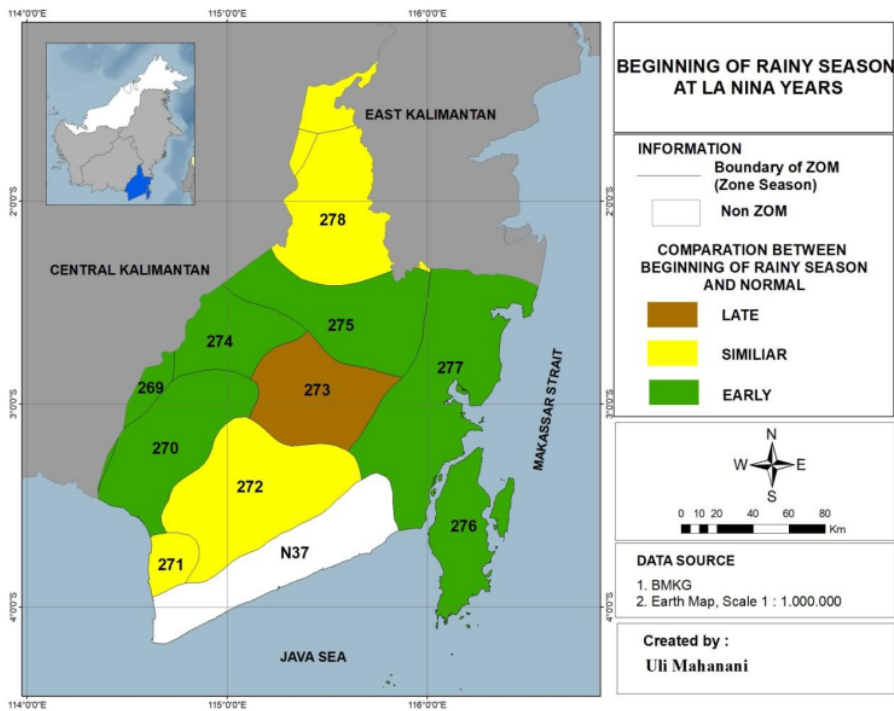 114°0'0"E
115°0'0"E
116°0'0"E
BEGINNING OF RAINY SEASON
AT LA NINA YEARS
INFORMATION
Boundary of ZOM
(Zone Season)
Non ZOM
COMPARATION BETWEEN
BEGINNING OF RAINY SEASON
AND NORMAL
LATE
SIMILIAR
EARLY
N
W
E
S
0 10 20 40 60 80
Km
DATA SOURCE
1. BMKG
2. Earth Map, Scale 1 : 1.000.000
Created by :
Uli Mahanani
EAST KALIMANTAN
CENTRAL KALIMANTAN
MAKASSAR STRAIT
JAVA SEA
278
275
274
277
269
273
270
272
276
271
N37
2°0'0"S
2°0'0"S
3°0'0"S
3°0'0"S
4°0'0"S
4°0'0"S
114°0'0"E
115°0'0"E
116°0'0"E